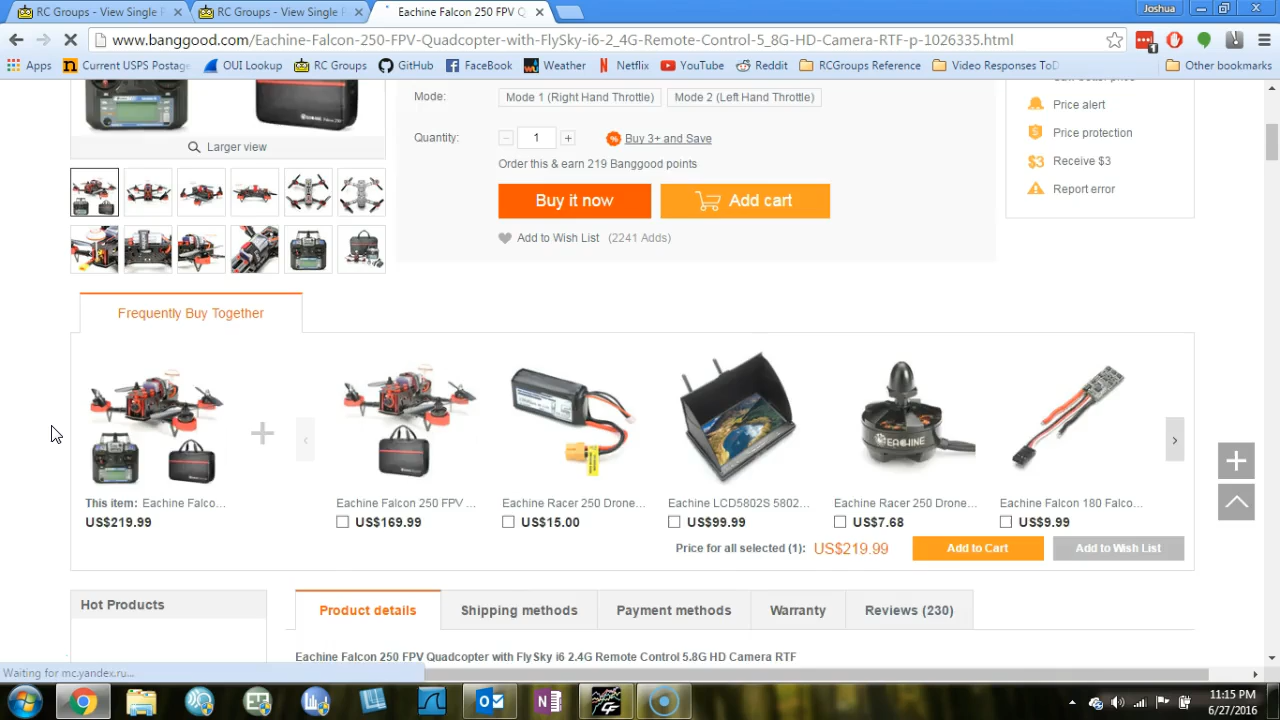 RC Groups - View Single P
RC Groups - View Single P
Eachine Falcon 250 FPV Q
Joshua
www.banggood.com/Eachine-Falcon-250-FPV-Quadcopter-with-FlySky-i6-2_4G-Remote-Control-5_8G-HD-Camera-RTF-p-1026335.html
1
Apps
Current USPS Postage
OUI Lookup
RC Groups
GitHub
FaceBook
Weather
Netflix
YouTube
Reddit
RCGroups Reference
Video Responses ToD
Other bookmarks
Mode: Mode 1 (Right Hand Throttle) Mode 2 (Left Hand Throttle)
Price alert
Quantity: - 1 + % Buy 3+ and Save
Price protection
Larger view
Order this & earn 219 Banggood points
$3 Receive $3
Buy it now
Add cart
Report error
Add to Wish List (2241 Adds)
Frequently Buy Together
EACHINE
This item: Eachine Falco...
Eachine Falcon 250 FPV ...
Eachine Racer 250 Drone...
Eachine LCD5802S 5802...
Eachine Racer 250 Drone...
Eachine Falcon 180 Falco...
US$219.99
US$169.99
US$15.00
US$99.99
US$7.68
US$9.99
Price for all selected (1): US$219.99
Add to Cart
Add to Wish List
Hot Products
Product details
Shipping methods
Payment methods
Warranty
Reviews (230)
Eachine Falcon 250 FPV Quadcopter with FlySky i6 2.4G Remote Control 5.8G HD Camera RTF
Waiting for mc.yandex.ru...
CF
11:15 PM
6/27/2016